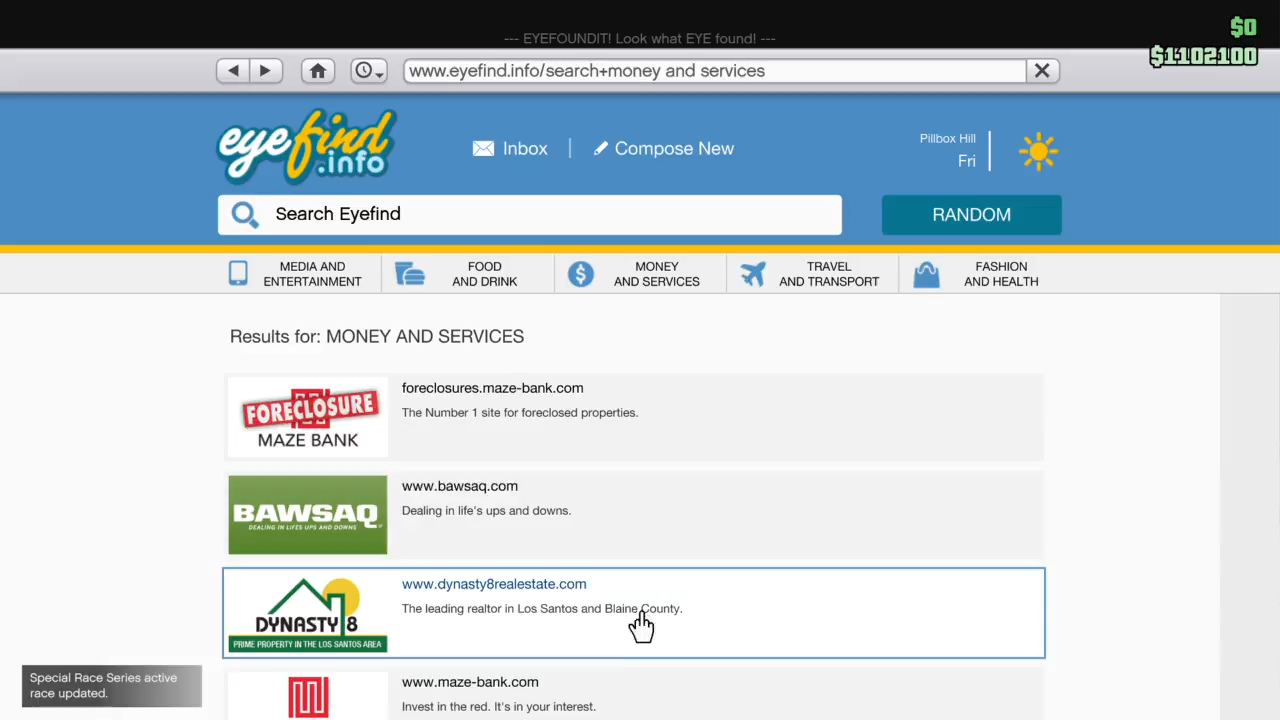 --- EYEFOUNDIT! Look what EYE found! ---
$0
$1102100
www.eyefind.info/search+money and services
eyefind
.info
Inbox
Compose New
Pillbox Hill
Fri
Search Eyefind
RANDOM
MEDIA AND
ENTERTAINMENT
FOOD
AND DRINK
MONEY
AND SERVICES
TRAVEL
AND TRANSPORT
FASHION
AND HEALTH
Results for: MONEY AND SERVICES
FORECLOSURE
MAZE BANK
foreclosures.maze-bank.com
The Number 1 site for foreclosed properties.
BAWSAQ
DEALING IN LIFE'S UPS AND DOWNS
www.bawsaq.com
Dealing in life's ups and downs.
DYNASTY 8
PRIME PROPERTY IN THE LOS SANTOS AREA
www.dynasty8realestate.com
The leading realtor in Los Santos and Blaine County.
www.maze-bank.com
Invest in the red. It's in your interest.
Special Race Series active
race updated.